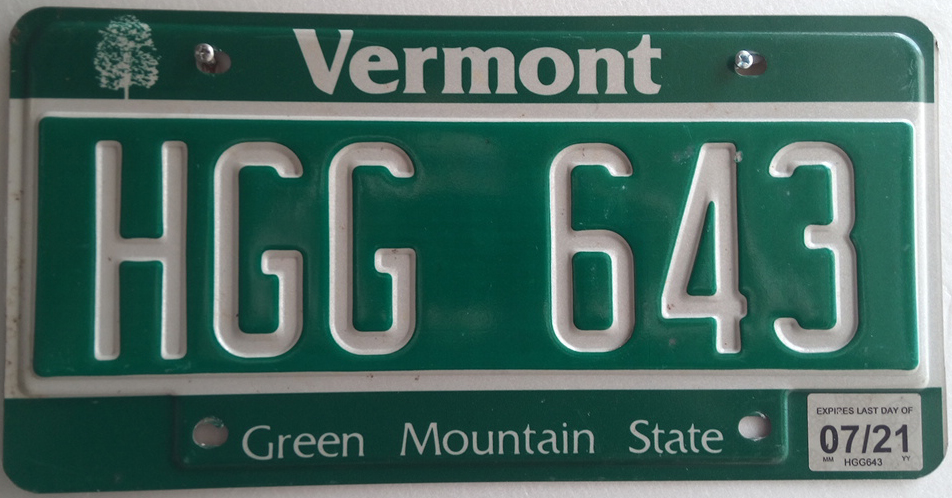 Vermont
HGG 643
Green Mountain State
EXPIRES LAST DAY OF
07/21
MM HGG643 YY